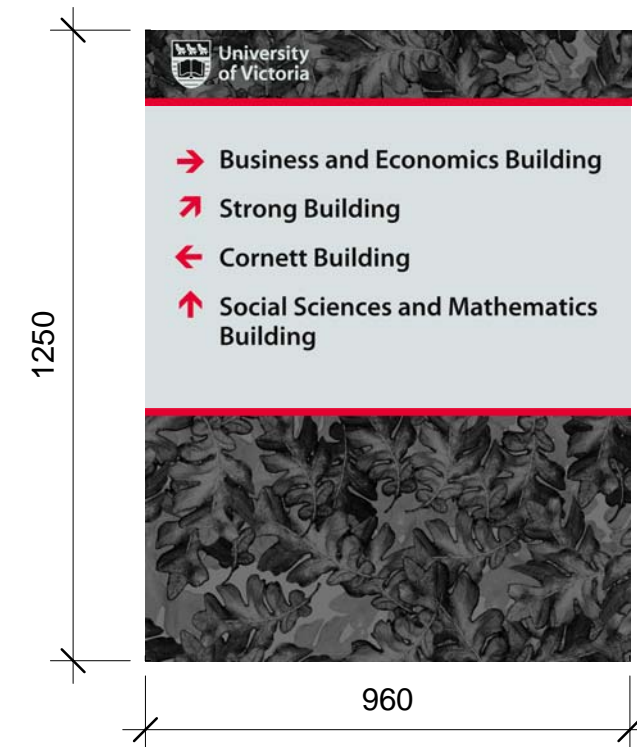 University
of Victoria
Business and Economics Building
Strong Building
Cornett Building
Social Sciences and Mathematics
Building
1250
960